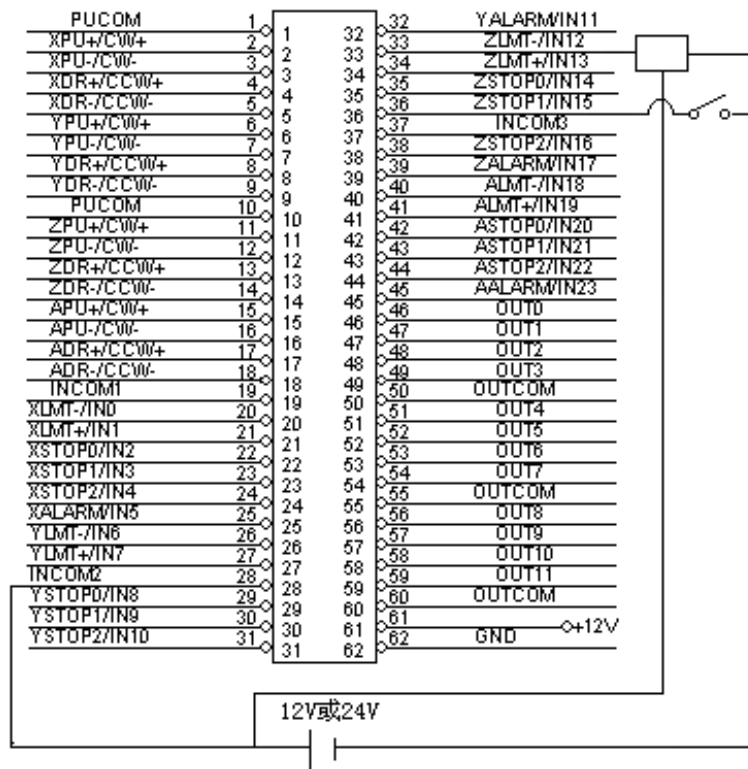 PUCOM 1 1 32 32 YALARM/IN11
XPU+/CW+ 2 2 33 33 ZLMT-/IN12
XPU-/CW- 3 3 34 34 ZLMT+/IN13
XDR+/CCW+ 4 4 35 35 ZSTOP0/IN14
XDR-/CCW- 5 5 36 36 ZSTOP1/IN15
YPU+/CW+ 6 6 37 37 INCOM3
YPU-/CW- 7 7 38 38 ZSTOP2/IN16
YDR+/CCW+ 8 8 39 39 ZALARM/IN17
YDR-/CCW- 9 9 40 40 ALMT-/IN18
PUCOM 10 10 41 41 ALMT+/IN19
ZPU+/CW+ 11 11 42 42 ASTOP0/IN20
ZPU-/CW- 12 12 43 43 ASTOP1/IN21
ZDR+/CCW+ 13 13 44 44 ASTOP2/IN22
ZDR-/CCW- 14 14 45 45 AALARM/IN23
APU+/CW+ 15 15 46 46 OUT0
APU-/CW- 16 16 47 47 OUT1
ADR+/CCW+ 17 17 48 48 OUT2
ADR-/CCW- 18 18 49 49 OUT3
INCOM1 19 19 50 50 OUTCOM
XLMT-/IN0 20 20 51 51 OUT4
XLMT+/IN1 21 21 52 52 OUT5
XSTOP0/IN2 22 22 53 53 OUT6
XSTOP1/IN3 23 23 54 54 OUT7
XSTOP2/IN4 24 24 55 55 OUTCOM
XALARM/IN5 25 25 56 56 OUT8
YLMT-/IN6 26 26 57 57 OUT9
YLMT+/IN7 27 27 58 58 OUT10
INCOM2 28 28 59 59 OUT11
YSTOP0/IN8 29 29 60 60 OUTCOM
YSTOP1/IN9 30 30 61 61 +12V
YSTOP2/IN10 31 31 62 62 GND
12V或24V